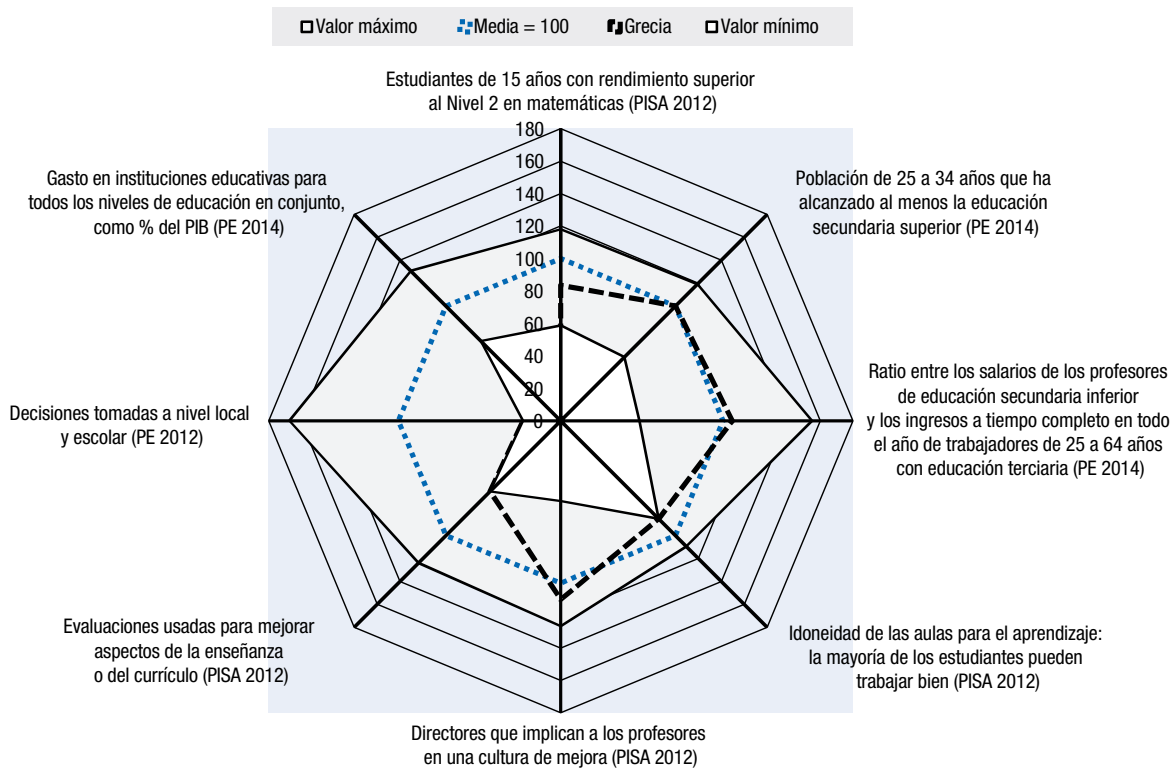 Valor máximo Media = 100 Grecia Valor mínimo
Estudiantes de 15 años con rendimiento superior
al Nivel 2 en matemáticas (PISA 2012)
180
160
140
120
100
80
60
40
20
0
Población de 25 a 34 años que ha
alcanzado al menos la educación
secundaria superior (PE 2014)
Ratio entre los salarios de los profesores
de educación secundaria inferior
y los ingresos a tiempo completo en todo
el año de trabajadores de 25 a 64 años
con educación terciaria (PE 2014)
Idoneidad de las aulas para el aprendizaje:
la mayoría de los estudiantes pueden
trabajar bien (PISA 2012)
Directores que implican a los profesores
en una cultura de mejora (PISA 2012)
Evaluaciones usadas para mejorar
aspectos de la enseñanza
o del currículo (PISA 2012)
Decisiones tomadas a nivel local
y escolar (PE 2012)
Gasto en instituciones educativas para
todos los niveles de educación en conjunto,
como % del PIB (PE 2014)